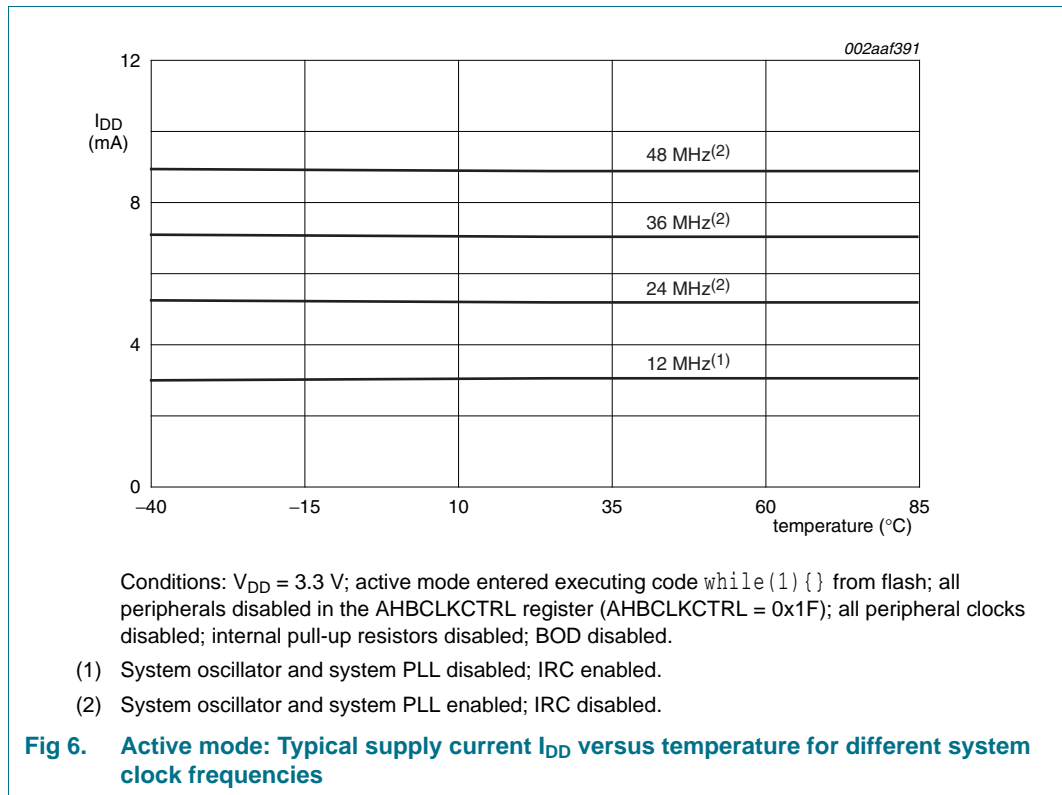 002aaf391
12
IDD
(mA)
48 MHz(2)
8
36 MHz(2)
24 MHz(2)
4
12 MHz(1)
0
−40 −15 10 35 60 85
temperature (°C)
Conditions: VDD = 3.3 V; active mode entered executing code while(1){} from flash; all
peripherals disabled in the AHBCLKCTRL register (AHBCLKCTRL = 0x1F); all peripheral clocks
disabled; internal pull-up resistors disabled; BOD disabled.
(1) System oscillator and system PLL disabled; IRC enabled.
(2) System oscillator and system PLL enabled; IRC disabled.
Fig 6. Active mode: Typical supply current IDD versus temperature for different system
clock frequencies